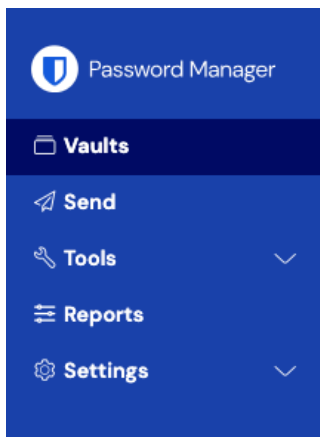 Password Manager
Vaults
Send
Tools
Reports
Settings